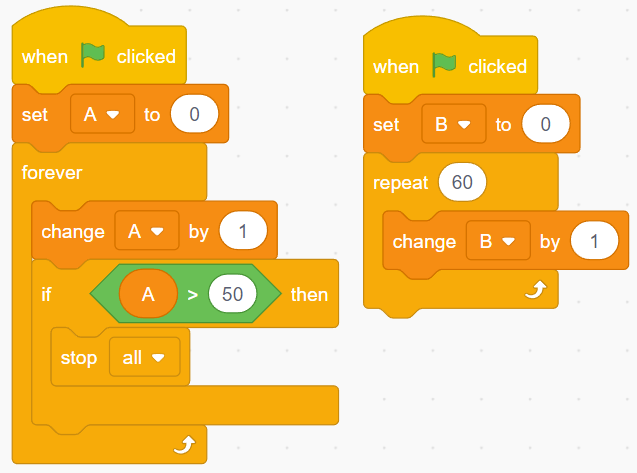 when clicked
set A to 0
forever
change A by 1
if A > 50 then
stop all
when clicked
set B to 0
repeat 60
change B by 1